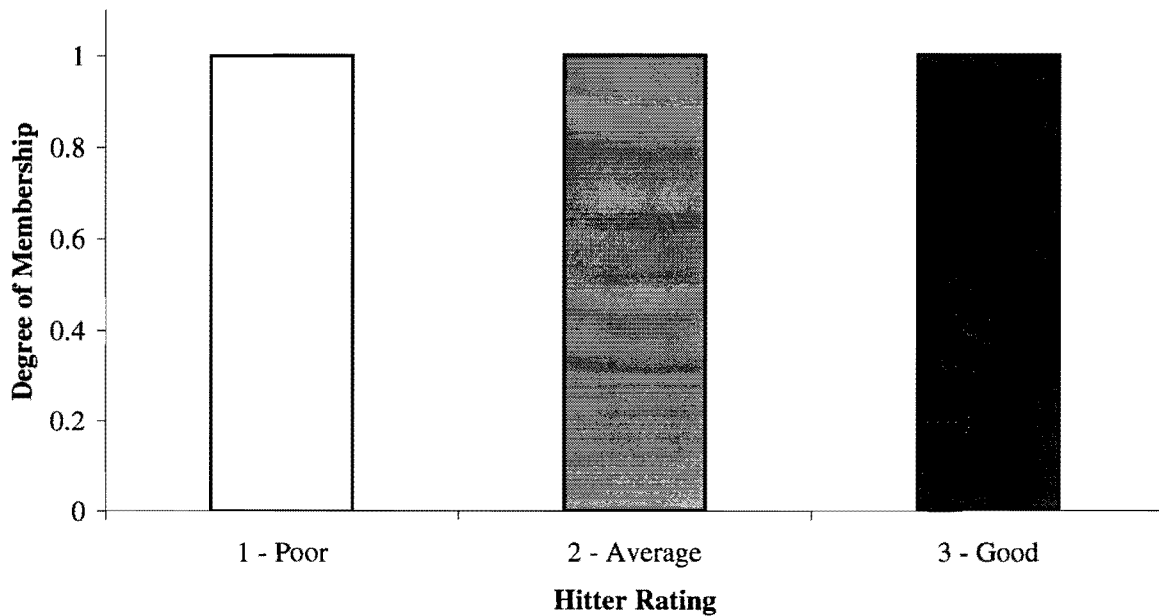 Degree of Membership
1
0.8
0.6
0.4
0.2
0
1 - Poor
2 - Average
3 - Good
Hitter Rating